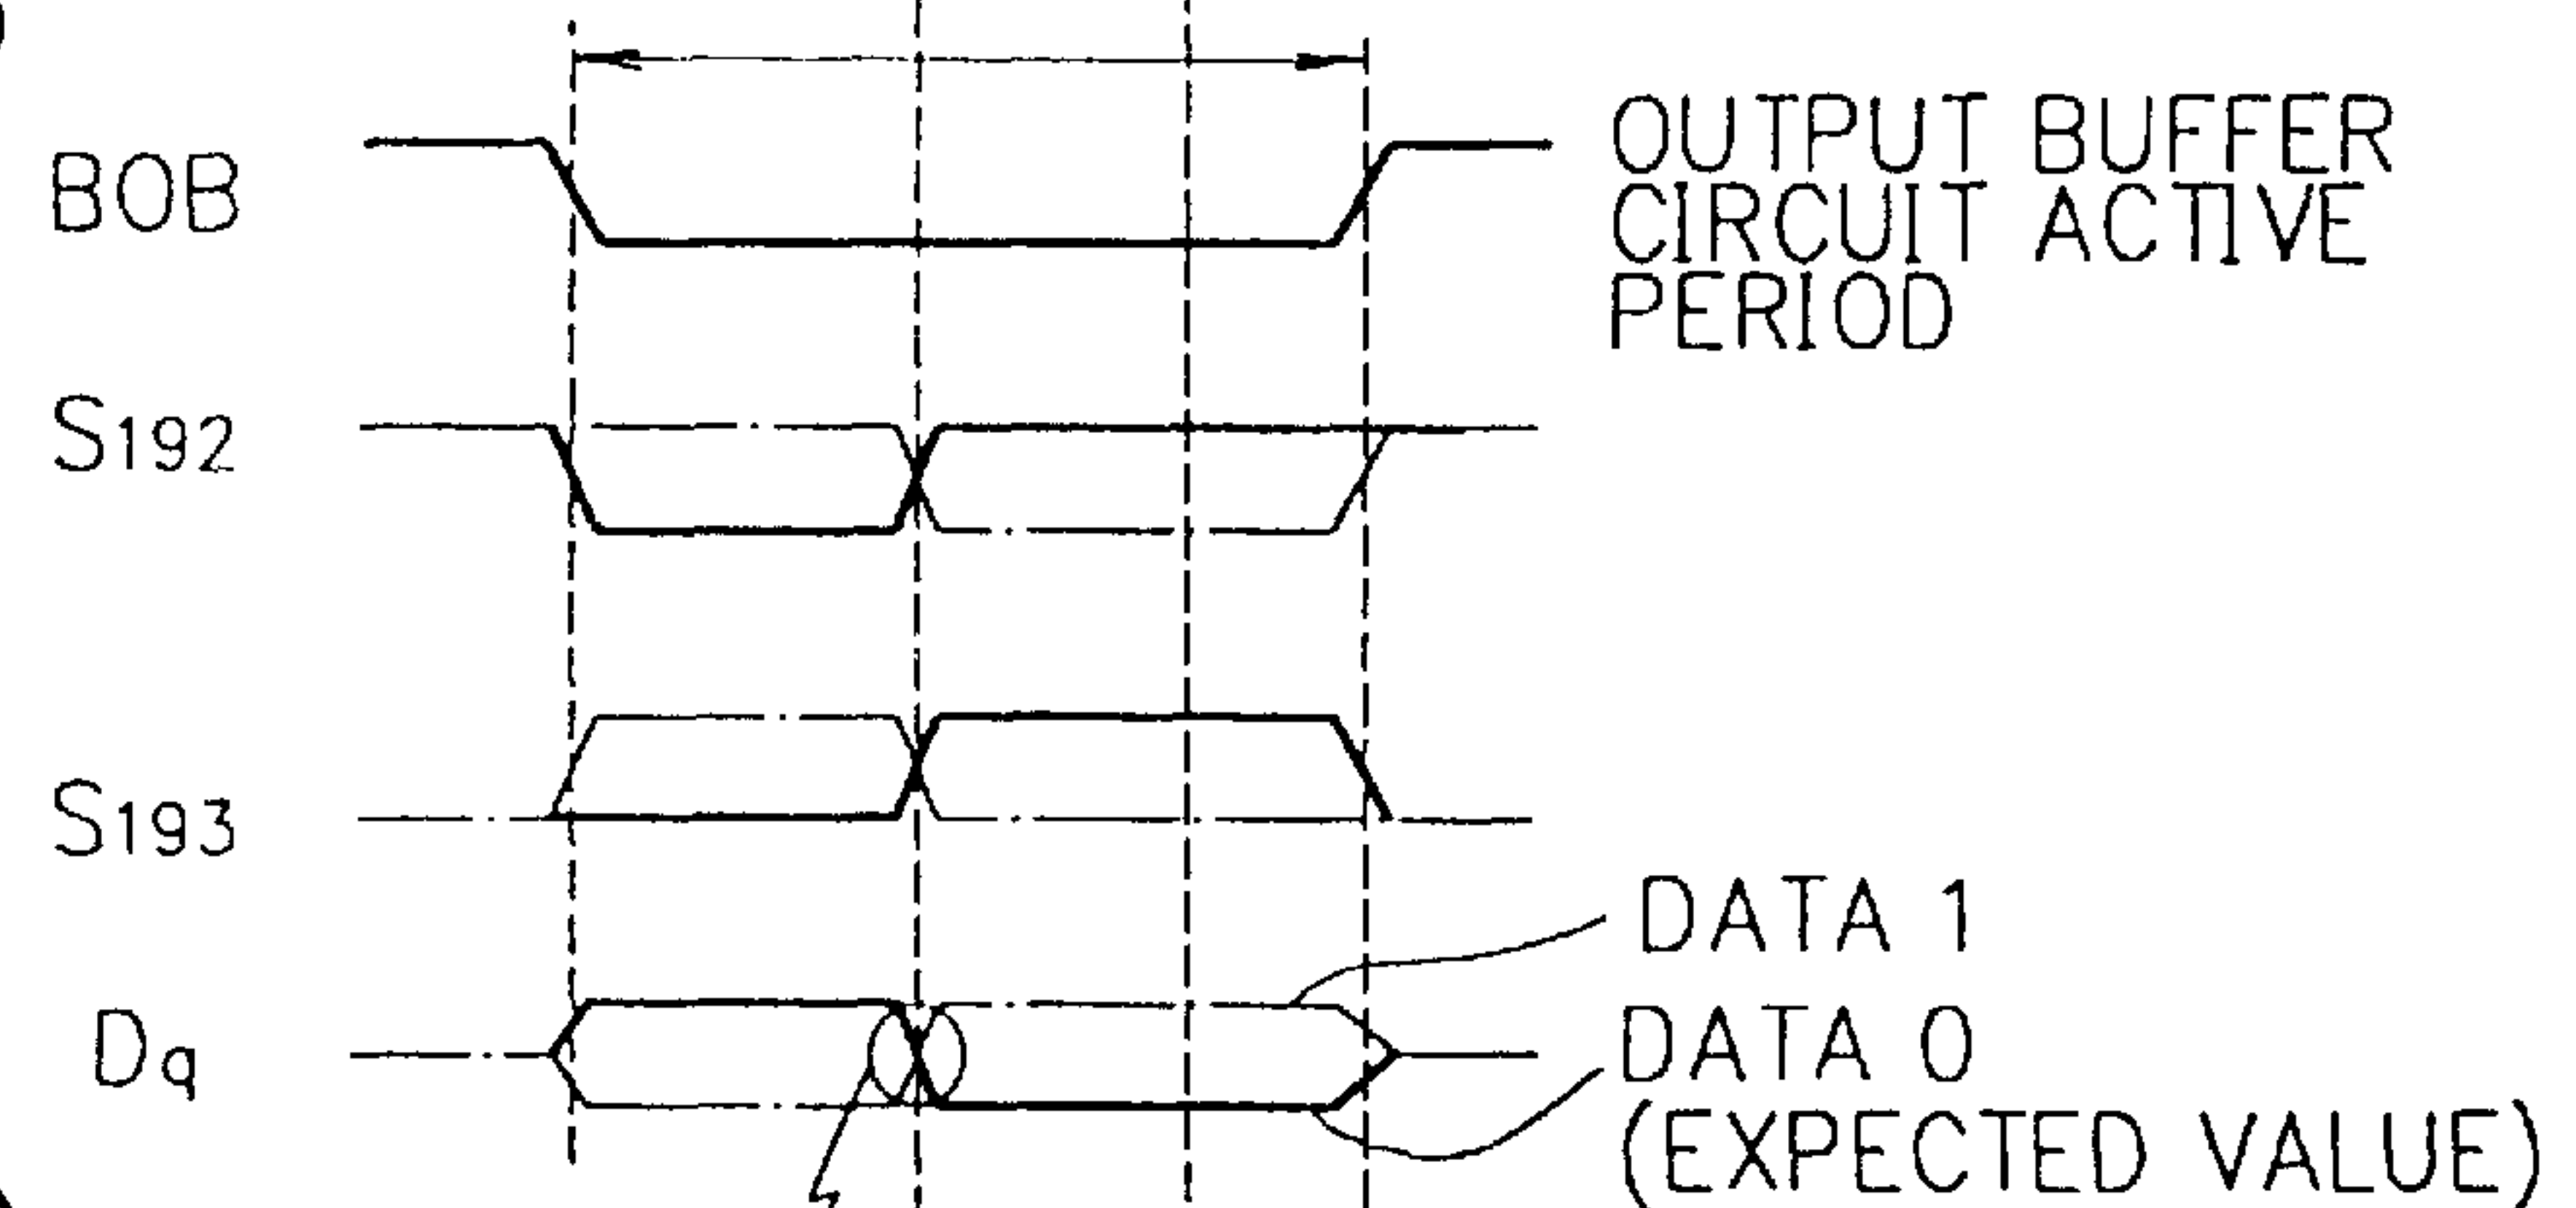 BOB
OUTPUT BUFFER
CIRCUIT ACTIVE
PERIOD
S192
S193
DATA 1
Dq
DATA 0
(EXPECTED VALUE)